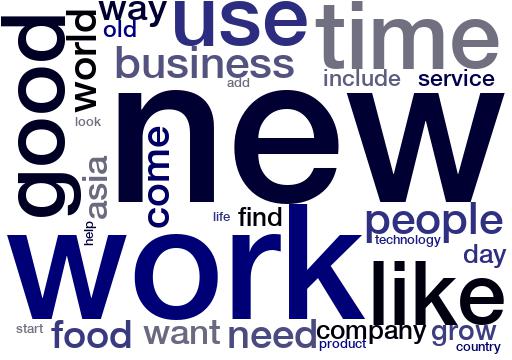 way
use
time
good
world
old
business
add
include
service
look
new
asia
come
help
life
find
people
technology
work
day
like
start
food
want
need
company
grow
product
country